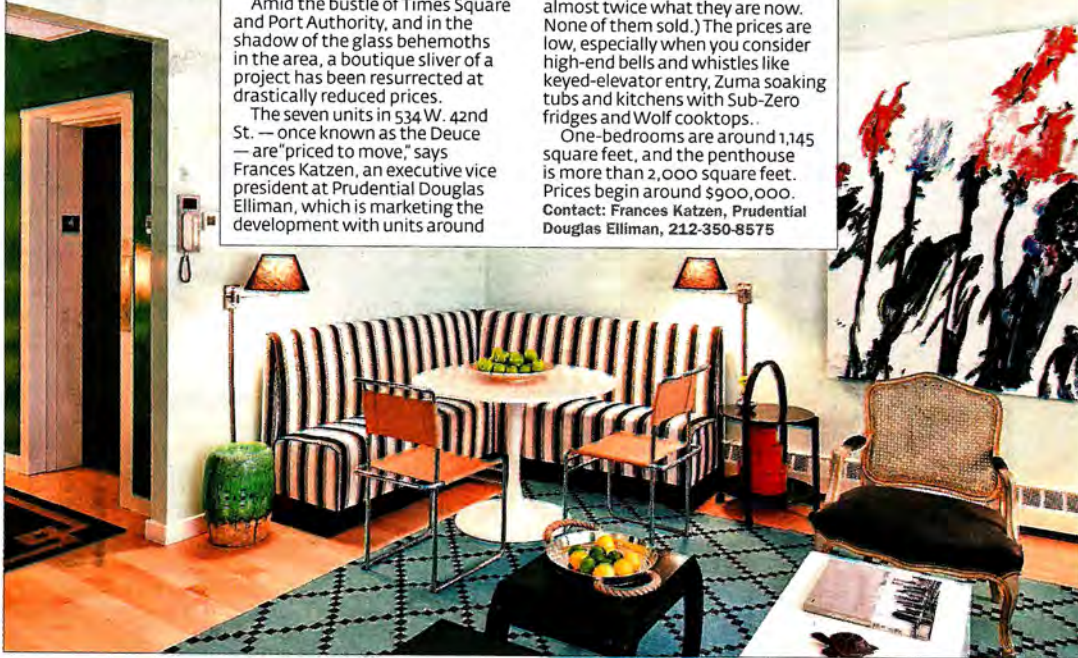 Amid the bustle of Times Square
and Port Authority, and in the
shadow of the glass behemoths
in the area, a boutique sliver of a
project has been resurrected at
drastically reduced prices.
The seven units in 534 W. 42nd
St. — once known as the Deuce
— are "priced to move," says
Frances Katzen, an executive vice
president at Prudential Douglas
Elliman, which is marketing the
development with units around
almost twice what they are now.
None of them sold.) The prices are
low, especially when you consider
high-end bells and whistles like
keyed-elevator entry, Zuma soaking
tubs and kitchens with Sub-Zero
fridges and Wolf cooktops..
One-bedrooms are around 1,145
square feet, and the penthouse
is more than 2,000 square feet.
Prices begin around $900,000.
Contact: Frances Katzen, Prudential
Douglas Elliman, 212-350-8575